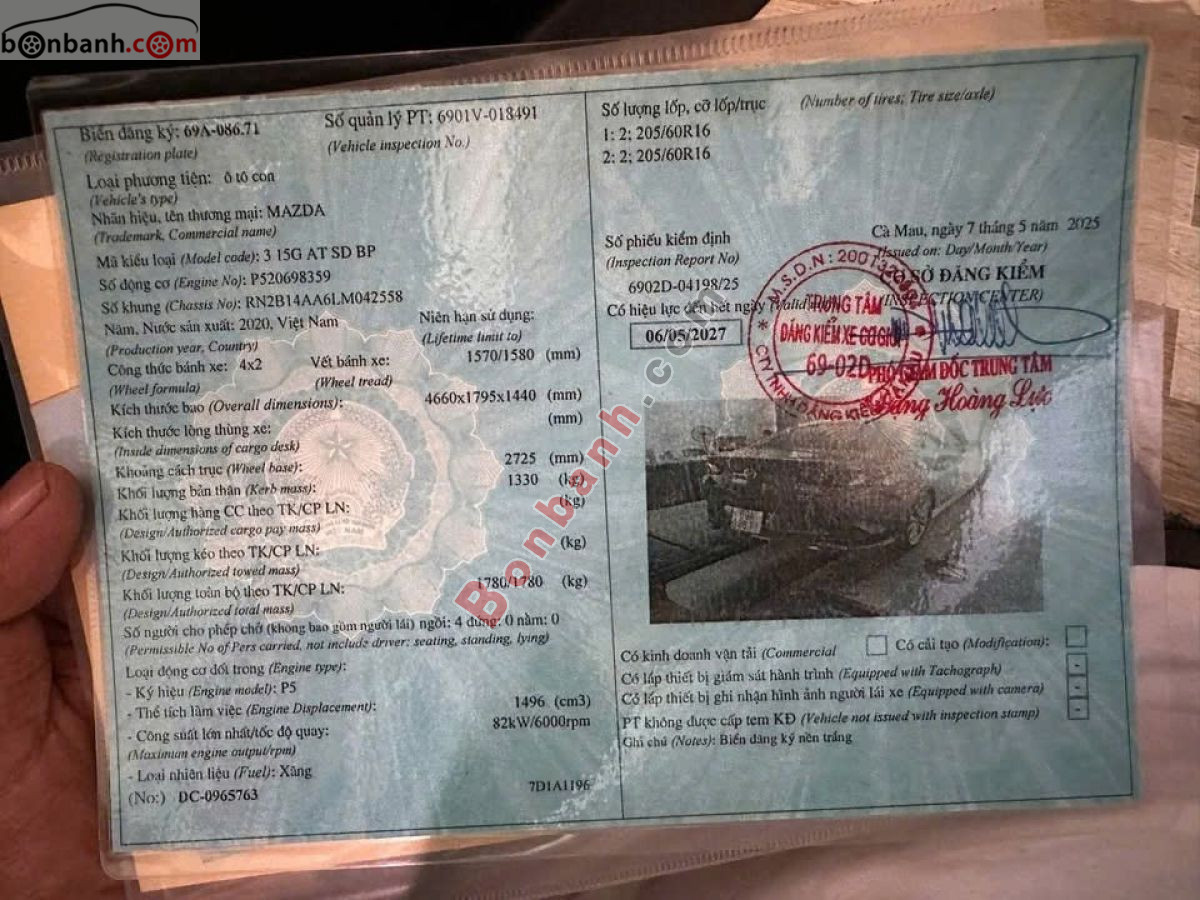 bonbanh.com
Biển đăng ký: 69A-086.71
(Registration plate)
Số quản lý PT: 6901V-018491
(Vehicle inspection No.)
Loại phương tiện: ô tô con
(Vehicle's type)
Nhãn hiệu, tên thương mại: MAZDA
(Trademark, Commercial name)
Mã kiểu loại (Model code): 3 15G AT SD BP
Số động cơ (Engine No): P520698359
Số khung (Chassis No): RN2B14AA6LM042558
Năm, Nước sản xuất: 2020, Việt Nam
(Production year, Country)
Niên hạn sử dụng:
(Lifetime limit to)
Công thức bánh xe: 4x2
(Wheel formula)
Vết bánh xe: 1570/1580 (mm)
(Wheel tread)
Kích thước bao (Overall dimensions): 4660x1795x1440 (mm)
Kích thước lòng thùng xe: (mm)
(Inside dimensions of cargo desk)
Khoảng cách trục (Wheel base): 2725 (mm)
Khối lượng bản thân (Kerb mass): 1330 (kg)
Khối lượng hàng CC theo TK/CP LN: (kg)
(Design/Authorized cargo pay mass)
Khối lượng kéo theo TK/CP LN: (kg)
(Design/Authorized towed mass)
Khối lượng toàn bộ theo TK/CP LN: 1780/1780 (kg)
(Design/Authorized total mass)
Số người cho phép chở (không bao gồm người lái) ngồi: 4 đứng: 0 nằm: 0
(Permissible No of Pers carried, not include driver: seating, standing, lying)
Loại động cơ đốt trong (Engine type):
- Ký hiệu (Engine model): P5
- Thể tích làm việc (Engine Displacement): 1496 (cm3)
- Công suất lớn nhất/tốc độ quay: 82kW/6000rpm
(Maximum engine output/rpm)
- Loại nhiên liệu (Fuel): Xăng
(No:) DC-0965763
7D1A1196
Số lượng lốp, cỡ lốp/trục (Number of tires; Tire size/axle)
1: 2; 205/60R16
2: 2; 205/60R16
Cà Mau, ngày 7 tháng 5 năm 2025
(Issued on: Day/Month/Year)
Số phiếu kiểm định
(Inspection Report No)
6902D-04198/25
SỞ ĐĂNG KIỂM
(INSPECTION CENTER)
Có hiệu lực đến hết ngày
06/05/2027
TRUNG TÂM
ĐĂNG KIỂM XE CƠ GIỚI
69-02D
PHÓ GIÁM ĐỐC TRUNG TÂM
Đặng Hoàng Lực
Bonbanh.com
Có kinh doanh vận tải (Commercial
Có cải tạo (Modification):
Có lắp thiết bị giám sát hành trình (Equipped with Tachograph)
Có lắp thiết bị ghi nhận hình ảnh người lái xe (Equipped with camera)
PT không được cấp tem KĐ (Vehicle not issued with inspection stamp)
Ghi chú (Notes): Biển đăng ký nền trắng